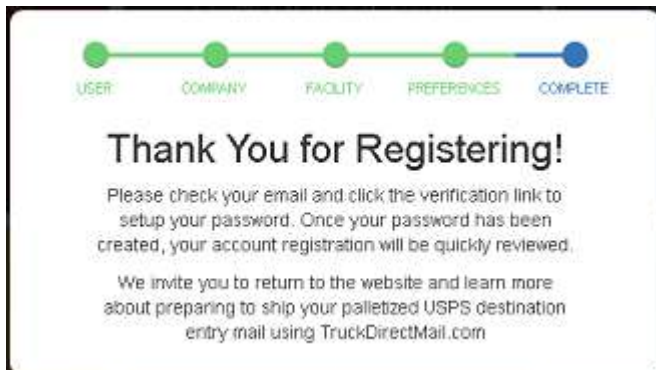 USER COMPANY FACILITY PREFERENCES COMPLETE
Thank You for Registering!
Please check your email and click the verification link to
setup your password. Once your password has been
created, your account registration will be quickly reviewed.
We invite you to return to the website and learn more
about preparing to ship your palletized USPS destination
entry mail using TruckDirectMail.com